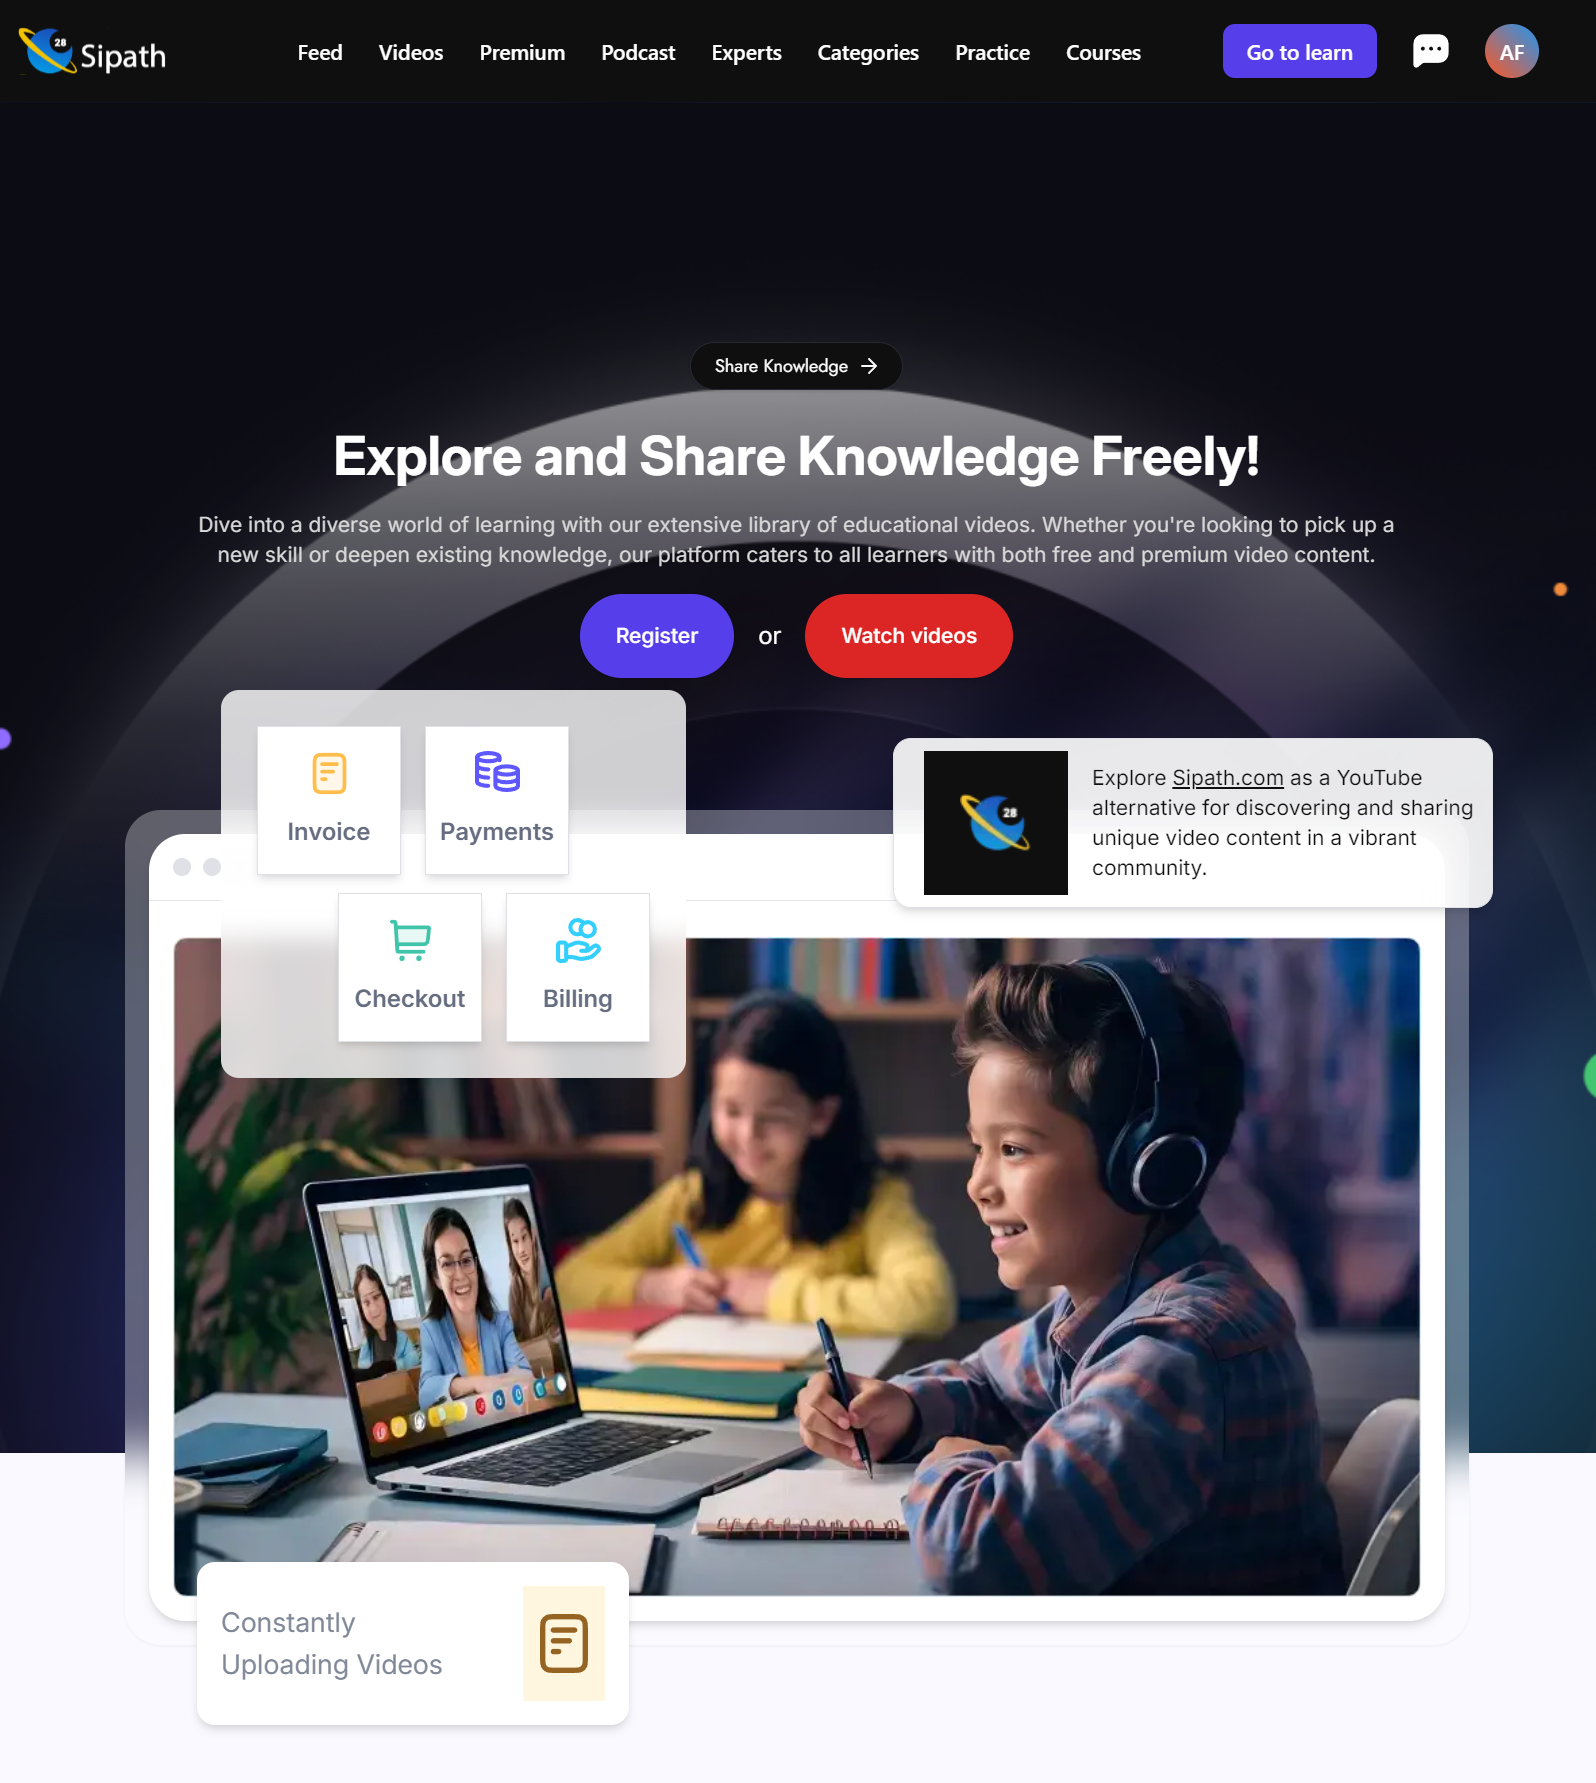 28
Sipath
Feed
Videos
Premium
Podcast
Experts
Categories
Practice
Courses
Go to learn
AF
Share Knowledge
Explore and Share Knowledge Freely!
Dive into a diverse world of learning with our extensive library of educational videos. Whether you're looking to pick up a
new skill or deepen existing knowledge, our platform caters to all learners with both free and premium video content.
Register
or
Watch videos
Invoice
Payments
Checkout
Billing
28
Explore Sipath.com as a YouTube
alternative for discovering and sharing
unique video content in a vibrant
community.
Constantly
Uploading Videos